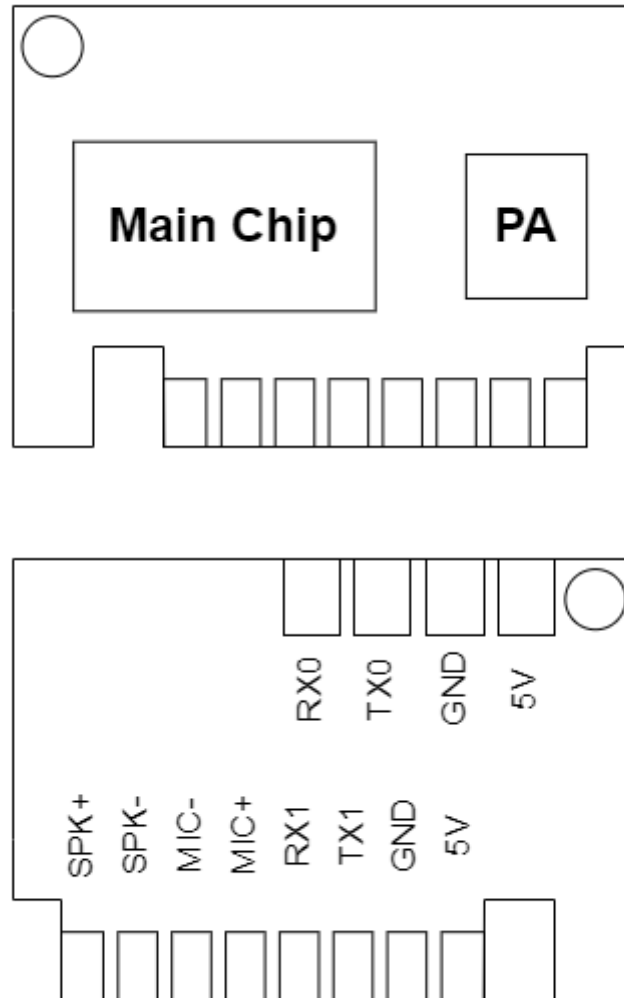 Main Chip
PA
RX0
TX0
GND
5V
SPK+
SPK-
MIC-
MIC+
RX1
TX1
GND
5V